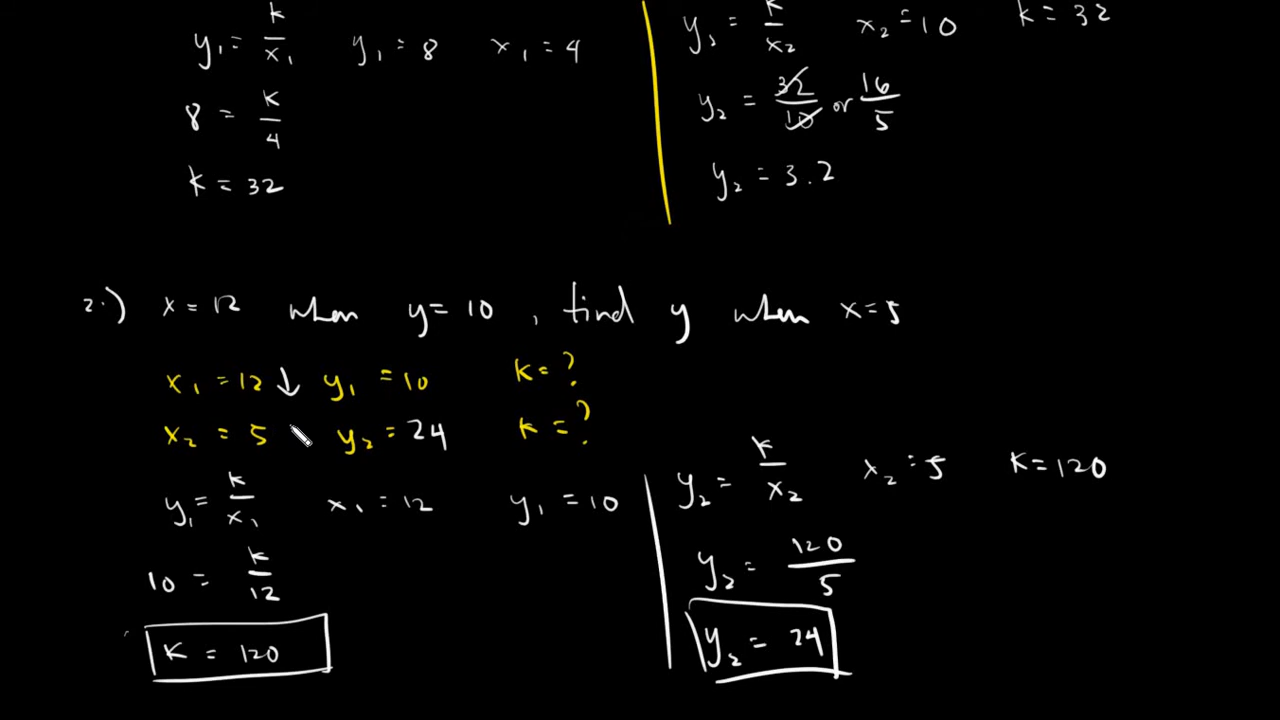 y₁ = k/x₁ y₁ = 8 x₁ = 4
8 = k/4
k = 32
y₂ = k/x₂ x₂ = 10 k = 32
y₂ = 32/10 or 16/5
y₂ = 3.2
2.) x = 12 when y = 10 , find y when x = 5
x₁ = 12 ↓ y₁ = 10 k = ?
x₂ = 5 y₂ = 24 k = ?
y₁ = k/x₁ x₁ = 12 y₁ = 10
10 = k/12
k = 120
y₂ = k/x₂ x₂ = 5 k = 120
y₂ = 120/5
y₂ = 24